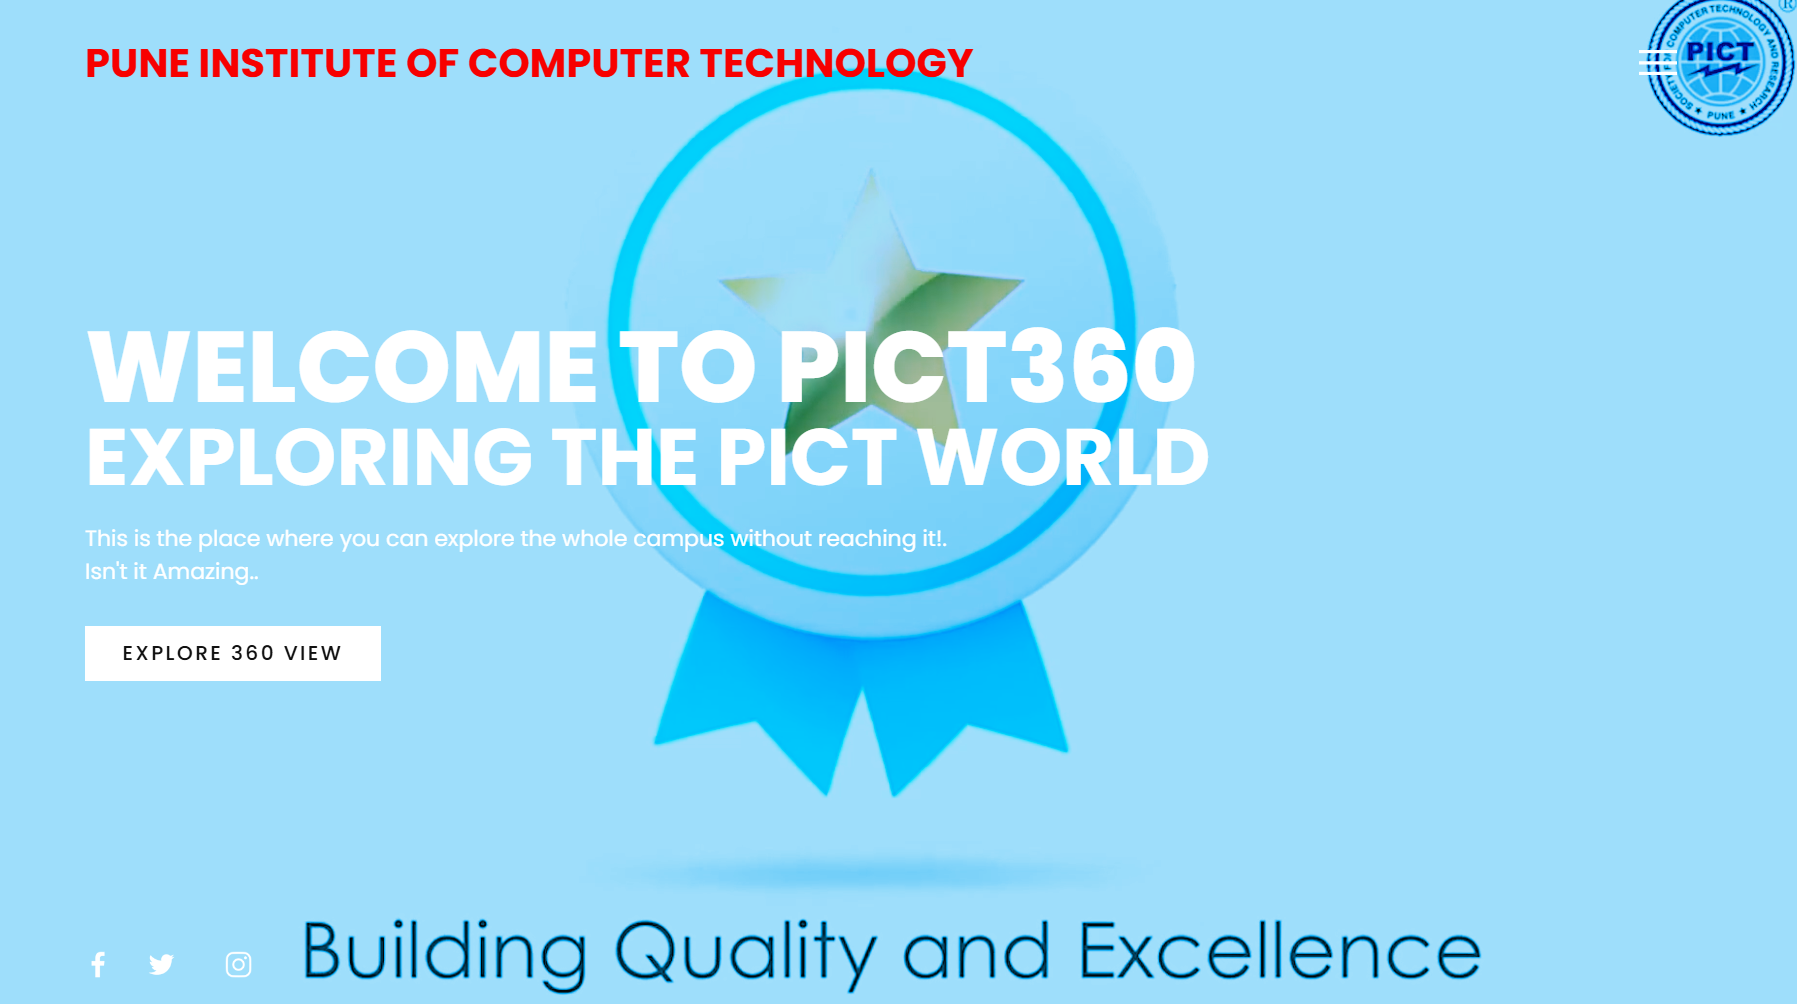 PUNE INSTITUTE OF COMPUTER TECHNOLOGY
SOCIETY FOR COMPUTER TECHNOLOGY AND RESEARCH
PICT
★ PUNE ★
®
WELCOME TO PICT360
EXPLORING THE PICT WORLD
This is the place where you can explore the whole campus without reaching it!.
Isn't it Amazing..
EXPLORE 360 VIEW
Building Quality and Excellence